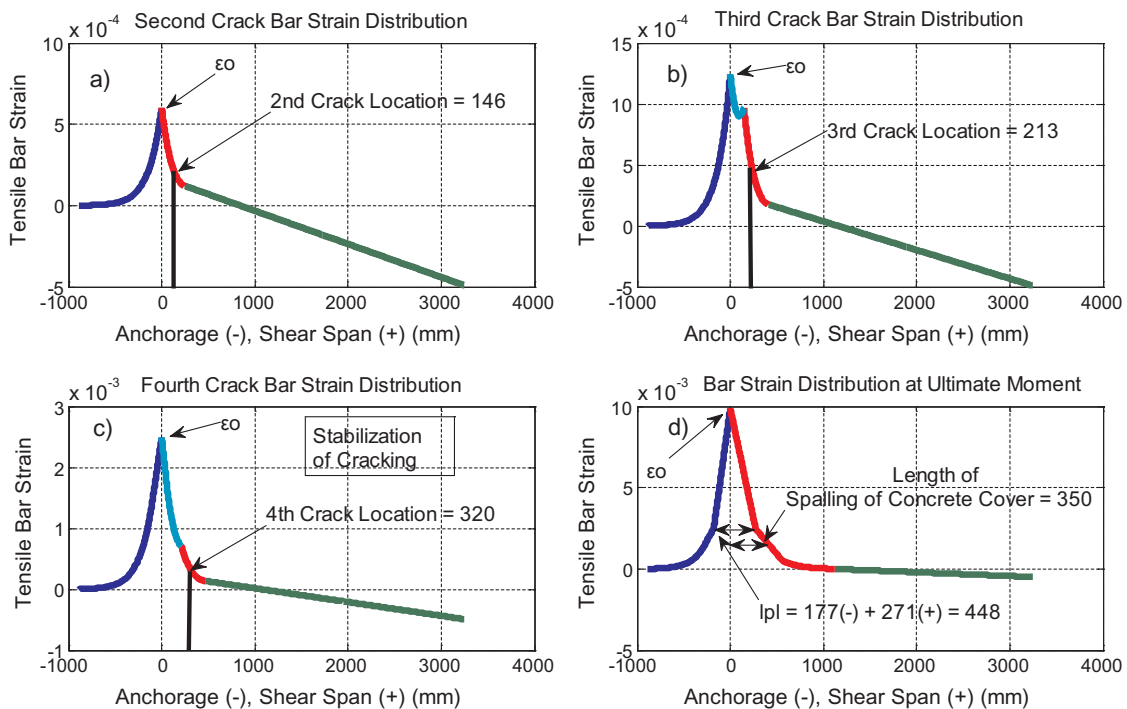 Second Crack Bar Strain Distribution
x 10⁻⁴
10
5
0
-5
-1000 0 1000 2000 3000 4000
Tensile Bar Strain
Anchorage (-), Shear Span (+) (mm)
a)
εo
2nd Crack Location = 146
Third Crack Bar Strain Distribution
x 10⁻⁴
15
10
5
0
-5
-1000 0 1000 2000 3000 4000
Tensile Bar Strain
Anchorage (-), Shear Span (+) (mm)
b)
εo
3rd Crack Location = 213
Fourth Crack Bar Strain Distribution
x 10⁻³
3
2
1
0
-1
-1000 0 1000 2000 3000 4000
Tensile Bar Strain
Anchorage (-), Shear Span (+) (mm)
c)
εo
Stabilization
of Cracking
4th Crack Location = 320
Bar Strain Distribution at Ultimate Moment
x 10⁻³
10
5
0
-5
-1000 0 1000 2000 3000 4000
Tensile Bar Strain
Anchorage (-), Shear Span (+) (mm)
d)
εo
Length of
Spalling of Concrete Cover = 350
lpl = 177(-) + 271(+) = 448